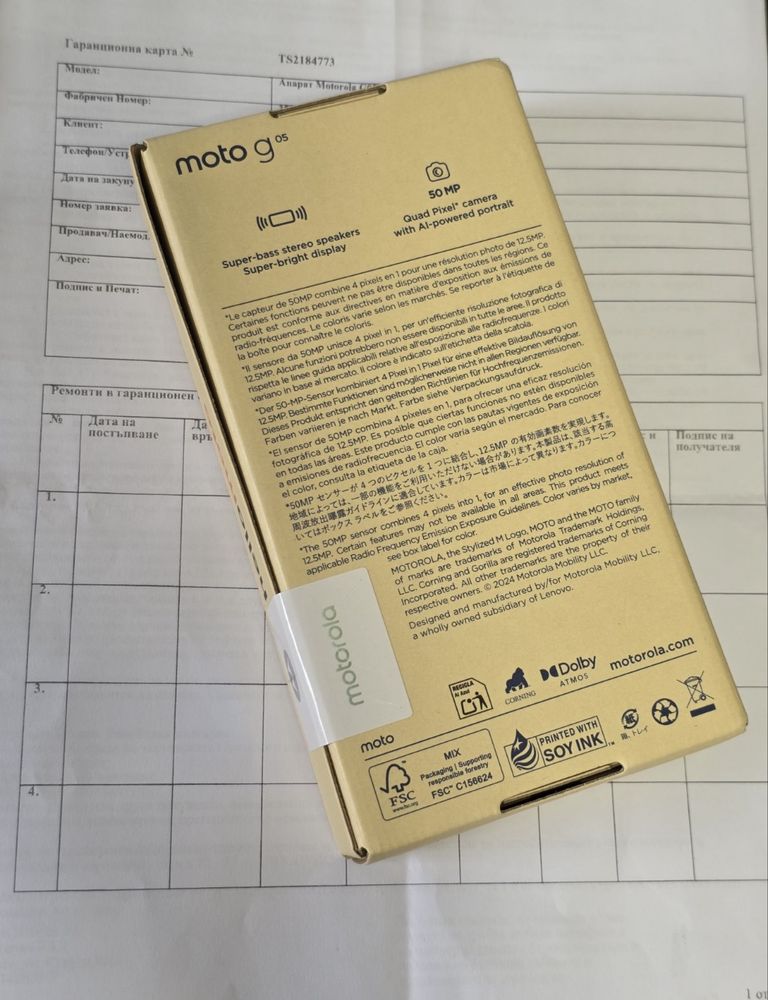 Гаранционна карта №
TS2184773
Модел:
Апарат Motorola
Фабричен Номер:
Клиент:
Дата на
Номер заявка:
Адрес:
Подпис и Печат:
Ремонти в гаранционен
№
Дата на
постъпване
Подпис на
получателя
1.
2.
3.
4.
moto g05
Super-bass stereo speakers
Super-bright display
50 MP
Quad Pixel* camera
with AI-powered portrait
*Le capteur de 50MP combine 4 pixels en 1 pour une résolution photo de 12.5MP.
Certaines fonctions peuvent ne pas être disponibles dans toutes les régions. Ce
produit est conforme aux directives en matière d'exposition aux émissions de
radio-fréquences. Le coloris varie selon les marchés. Se reporter à l'étiquette de
la boîte pour connaître le coloris.
*Il sensore da 50MP unisce 4 pixel in 1, per un'efficiente risoluzione fotografica di
12.5MP. Alcune funzioni potrebbero non essere disponibili in tutte le aree. Il prodotto
rispetta le linee guida applicabili relative all'esposizione alle radiofrequenze. I colori
variano in base al mercato. Il colore è indicato sull'etichetta della scatola.
*Der 50-MP-Sensor kombiniert 4 Pixel in 1 Pixel für eine effektive Bildauflösung von
12.5MP. Bestimmte Funktionen sind möglicherweise nicht in allen Regionen verfügbar.
Dieses Produkt entspricht den geltenden Richtlinien für Hochfrequenzemissionen.
Farben variieren je nach Markt. Farbe siehe Verpackungsaufdruck.
*El sensor de 50MP combina 4 píxeles en 1, para ofrecer una eficaz resolución
fotográfica de 12.5MP. Es posible que ciertas funciones no estén disponibles
en todas las áreas. Este producto cumple con las pautas vigentes de exposición
a emisiones de radiofrecuencia. El color varía según el mercado. Para conocer
el color, consulta la etiqueta de la caja.
*50MP センサーが 4 つのピクセルを 1 つに結合し、12.5MP の有効画素数を実現します。
地域によっては、一部の機能をご利用いただけない場合があります。本製品は、該当する高
周波放出曝露ガイドラインに適合しています。カラーは市場によって異なります。カラーにつ
いてはボックス ラベルをご参照ください。
*The 50MP sensor combines 4 pixels into 1, for an effective photo resolution of
12.5MP. Certain features may not be available in all areas. This product meets
applicable Radio Frequency Emission Exposure Guidelines. Color varies by market,
see box label for color.
MOTOROLA, the Stylized M Logo, MOTO and the MOTO family
of marks are trademarks of Motorola Trademark Holdings,
LLC. Corning and Gorilla are registered trademarks of Corning
Incorporated. All other trademarks are the property of their
respective owners. © 2024 Motorola Mobility LLC.
Designed and manufactured by/for Motorola Mobility LLC,
a wholly owned subsidiary of Lenovo.
motorola
RECICLA
Al Azul
CORNING
Dolby
ATMOS
motorola.com
moto
FSC
www.fsc.org
MIX
Packaging | Supporting
responsible forestry
FSC™ C156624
PRINTED WITH
SOY INK™
箱、トレイ
1 от